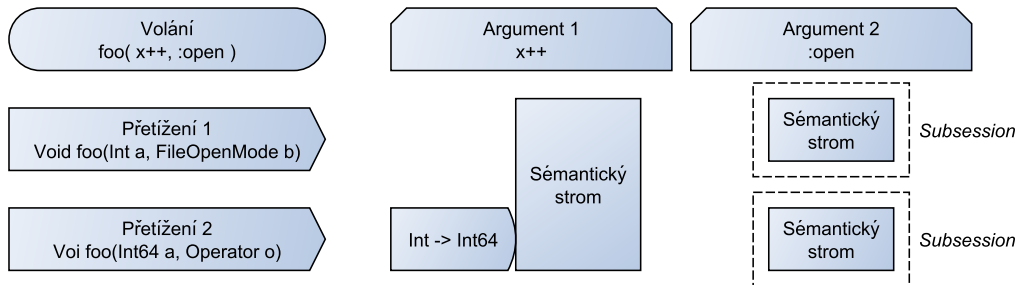 Volání
foo( x++, :open )
Argument 1
x++
Argument 2
:open
Přetížení 1
Void foo(Int a, FileOpenMode b)
Sémantický
strom
Sémantický
strom
Subsession
Přetížení 2
Voi foo(Int64 a, Operator o)
Int -> Int64
Sémantický
strom
Subsession